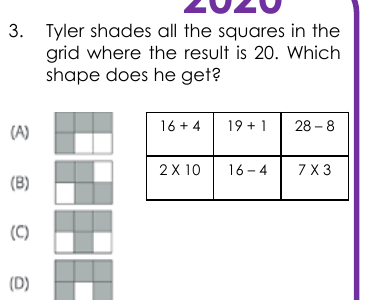 2020
3. Tyler shades all the squares in the
grid where the result is 20. Which
shape does he get?
(A)
16 + 4 19 + 1 28 – 8
(B)
2 X 10 16 – 4 7 X 3
(C)
(D)